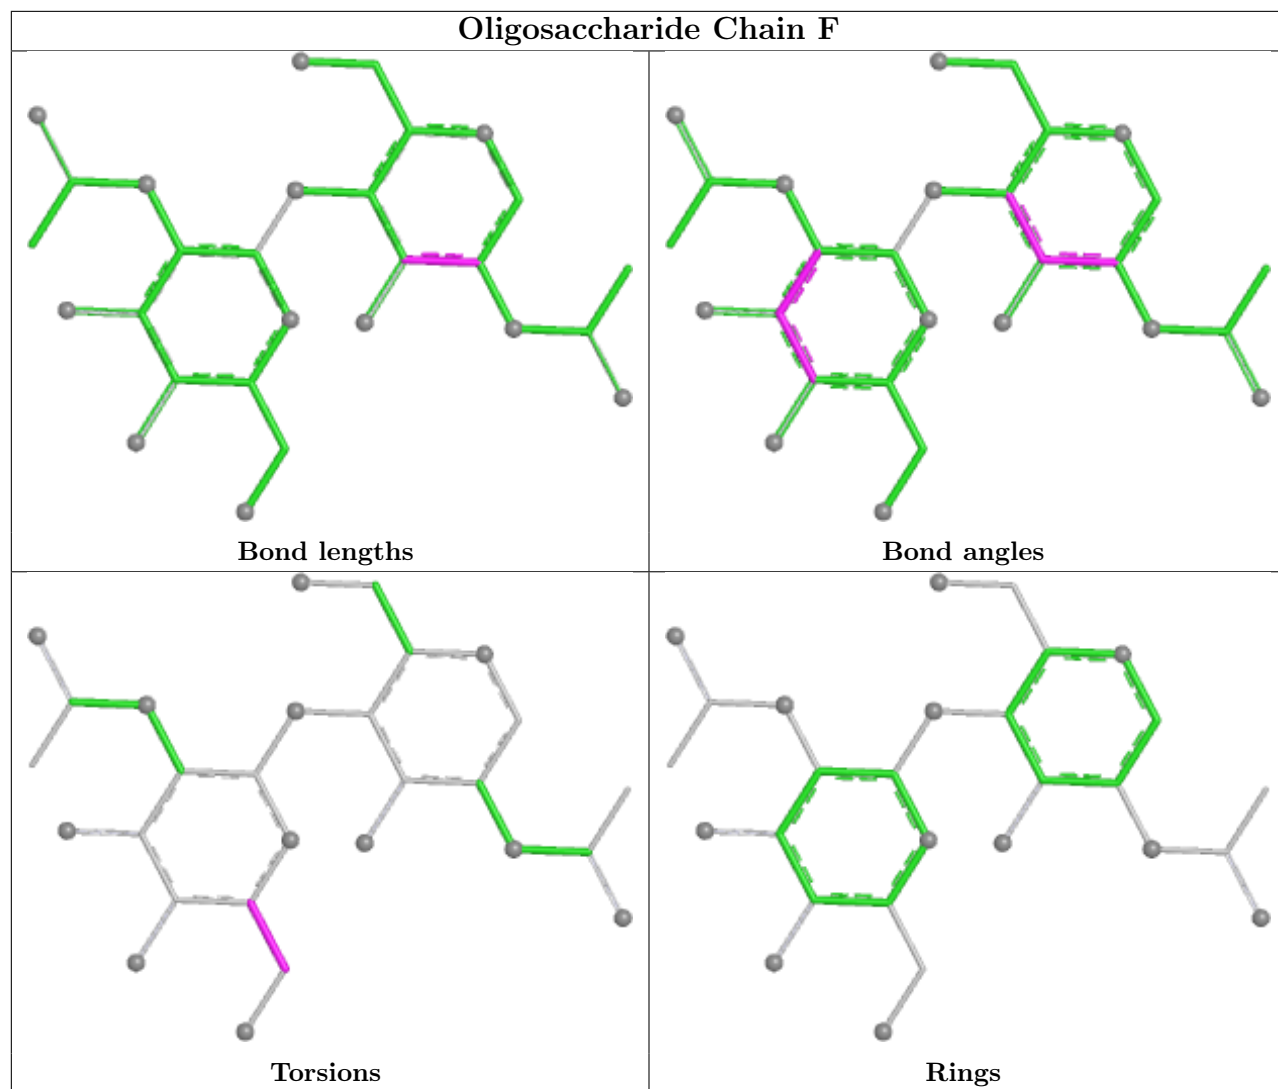 Oligosaccharide Chain F
Bond lengths
Bond angles
Torsions
Rings